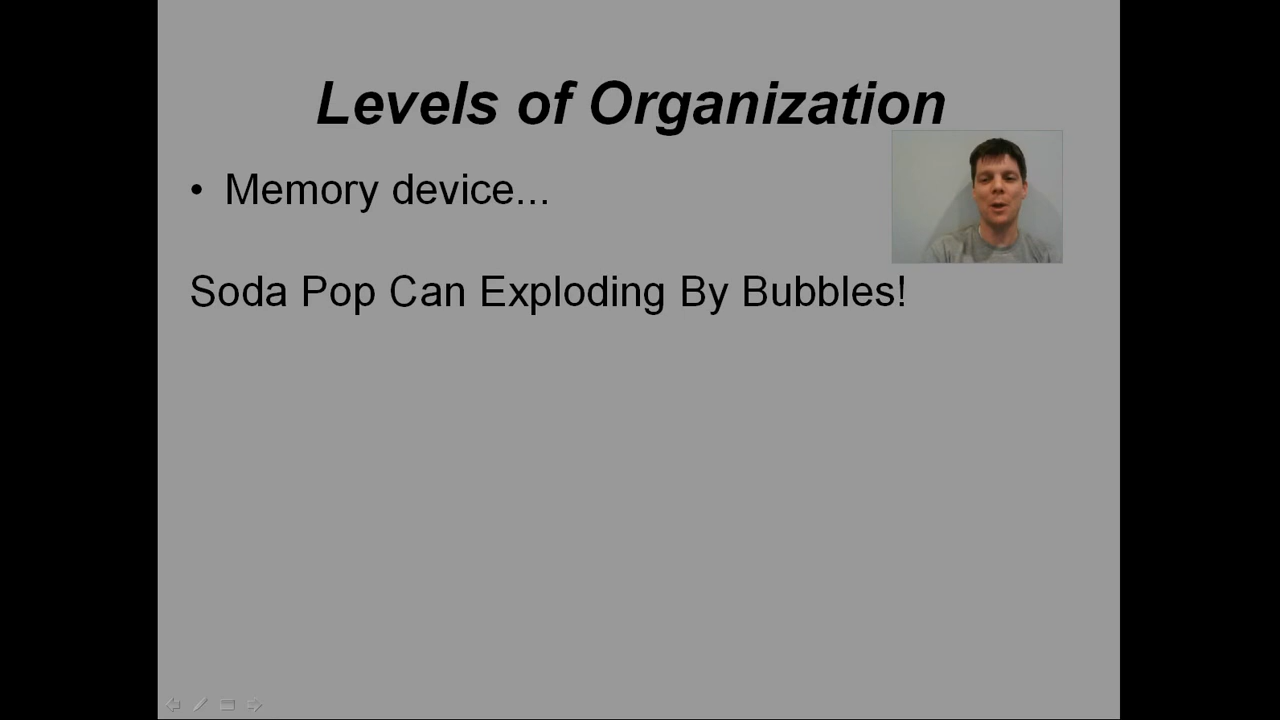 Levels of Organization
• Memory device...
Soda Pop Can Exploding By Bubbles!